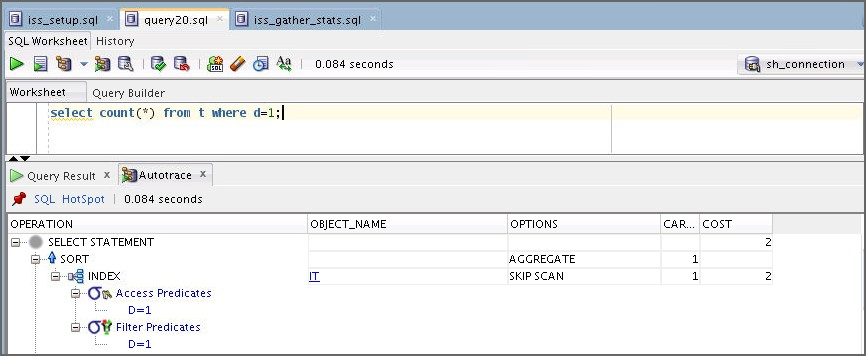 iss_setup.sql × query20.sql × iss_gather_stats.sql ×
SQL Worksheet History
0.084 seconds sh_connection
Worksheet Query Builder
select count(*) from t where d=1;
Query Result × Autotrace ×
SQL HotSpot 0.084 seconds
OPERATION OBJECT_NAME OPTIONS CAR... COST
SELECT STATEMENT 2
SORT AGGREGATE 1
INDEX IT SKIP SCAN 1 2
Access Predicates
D=1
Filter Predicates
D=1